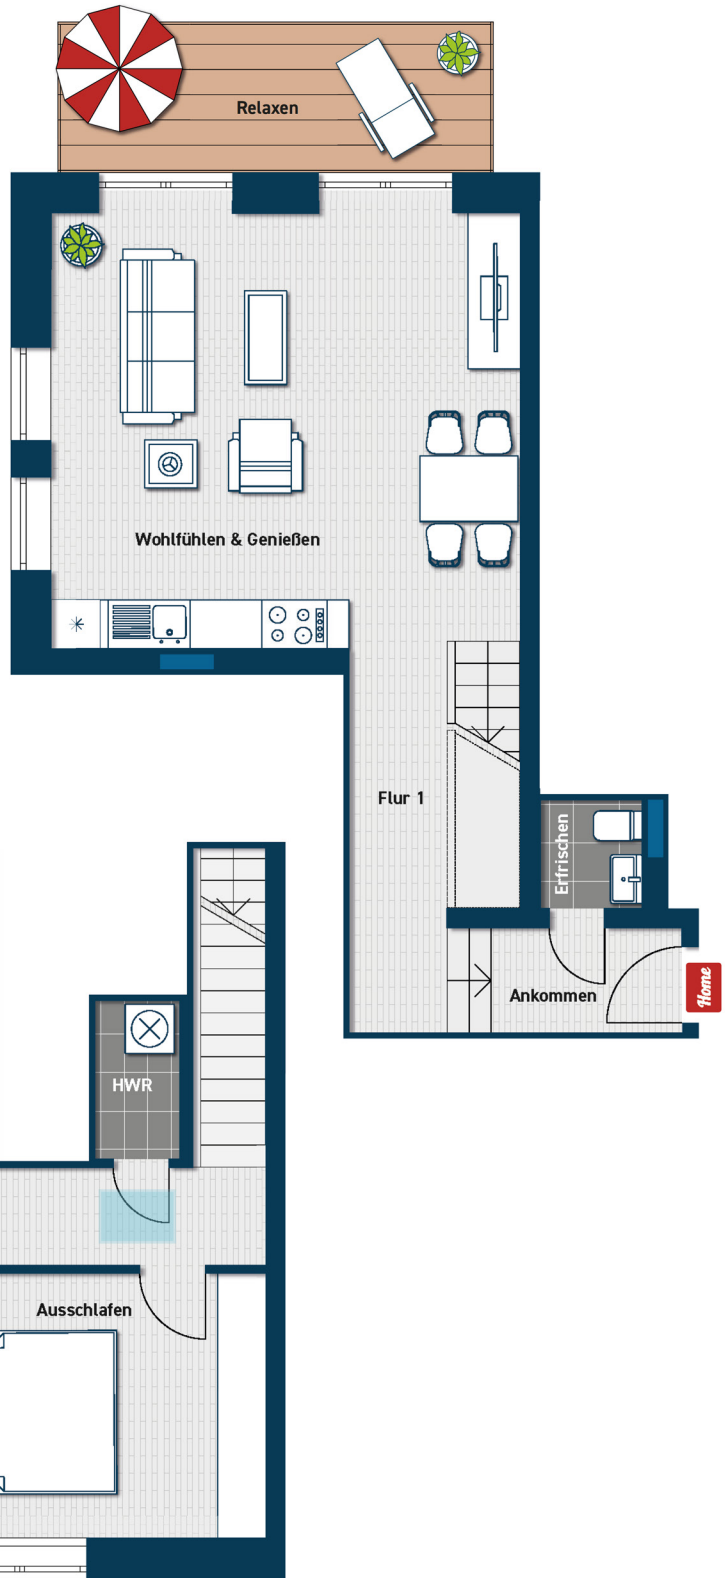 Relaxen
Wohlfühlen & Genießen
Flur 1
Erfrischen
Ankommen
Home
HWR
Ausschlafen